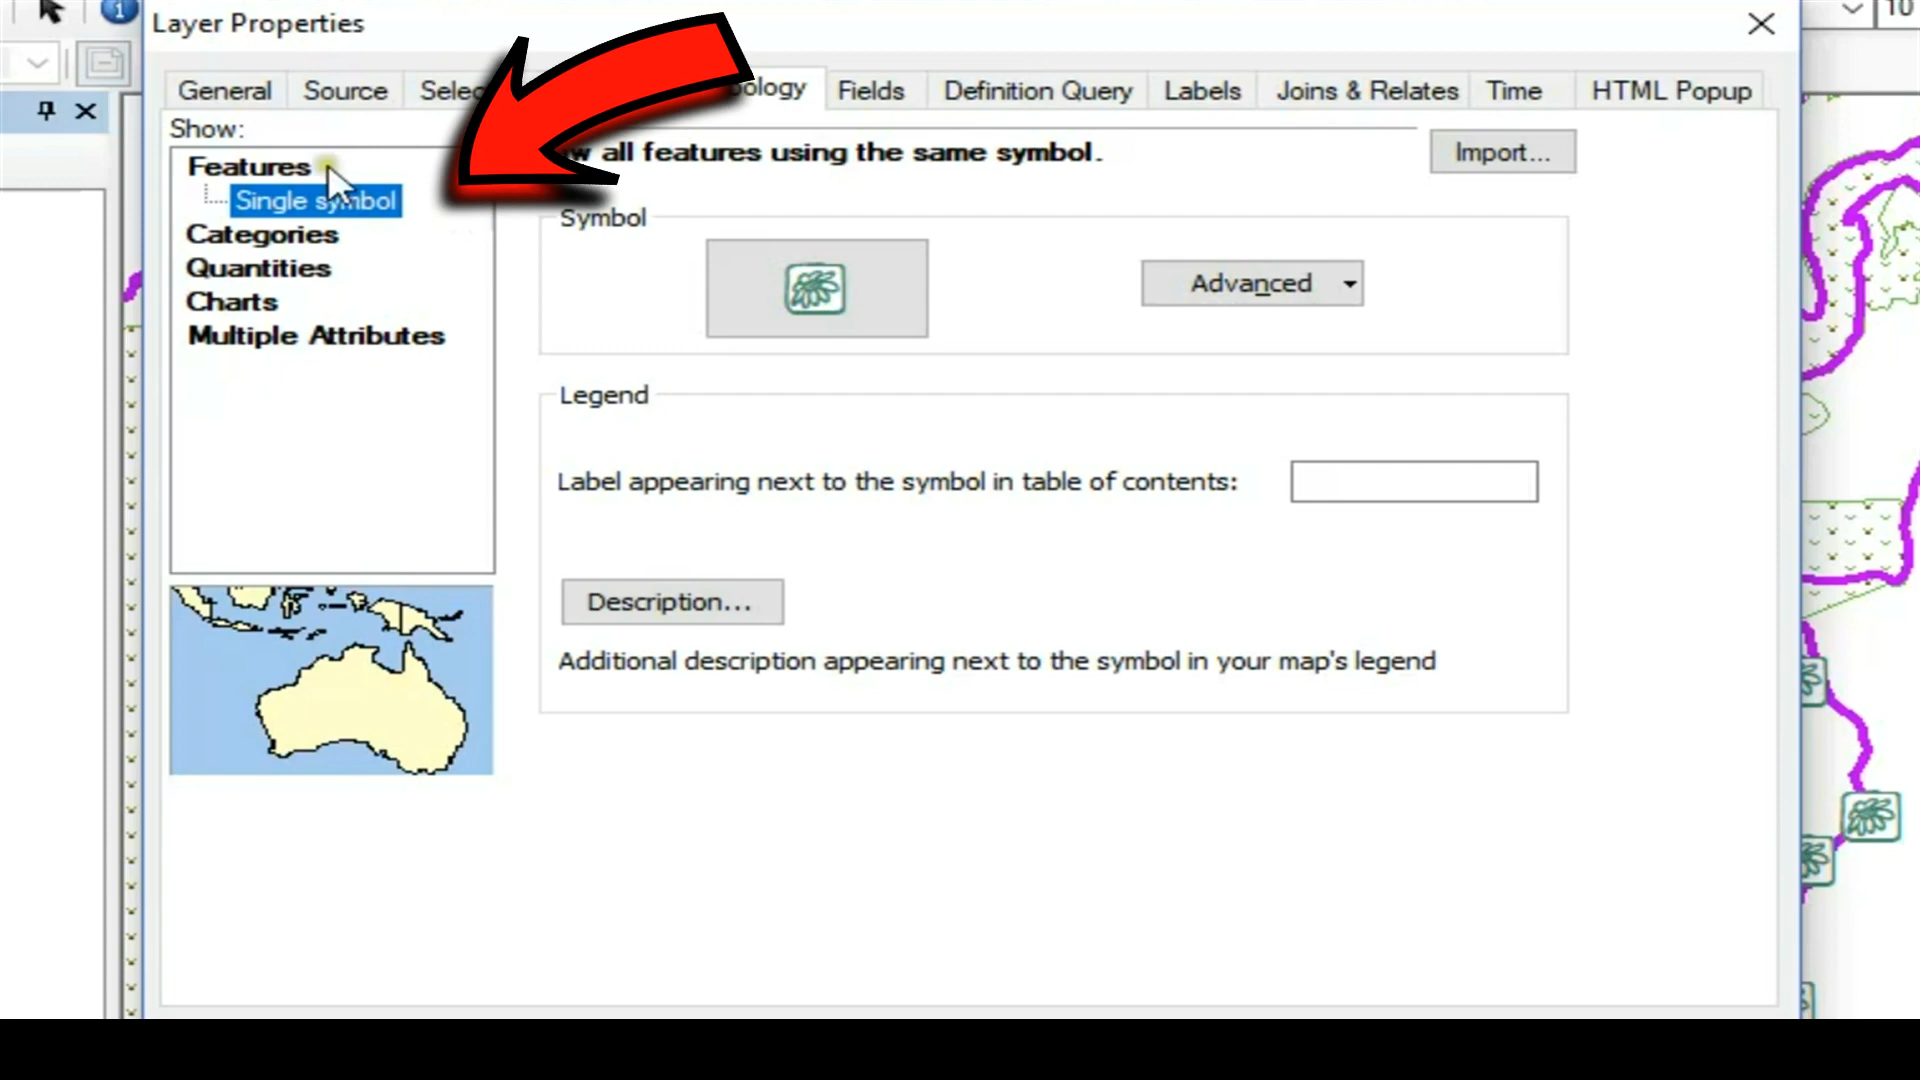 10
Layer Properties
General Source Selec ology Fields Definition Query Labels Joins & Relates Time HTML Popup
Show:
Features
Single symbol
Categories
Quantities
Charts
Multiple Attributes
w all features using the same symbol.
Import...
Symbol
Advanced
Legend
Label appearing next to the symbol in table of contents:
Description...
Additional description appearing next to the symbol in your map's legend